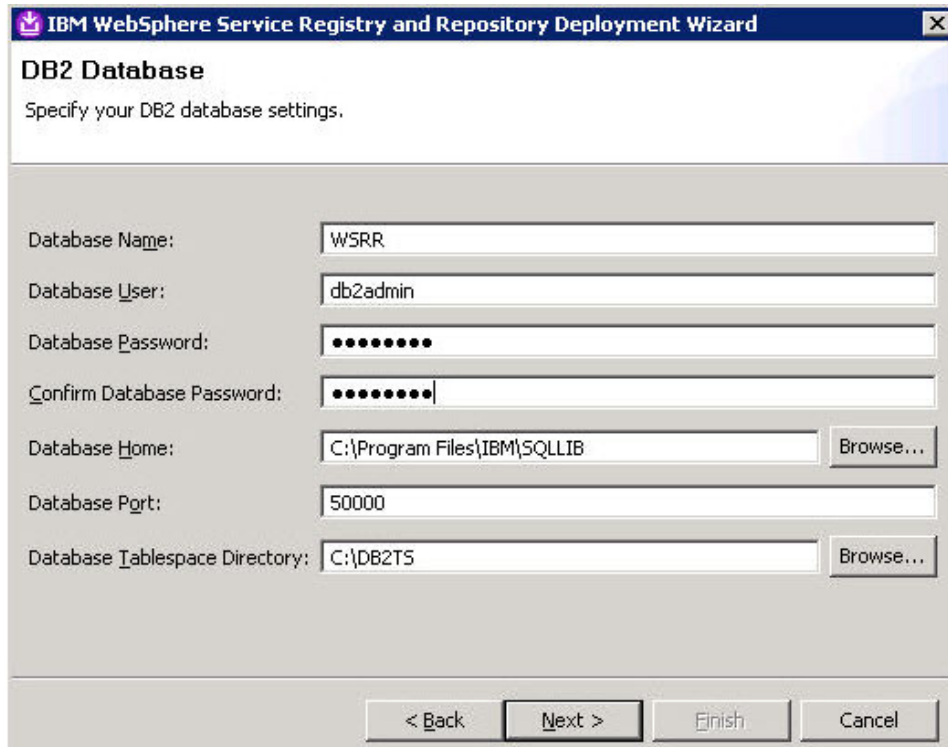 IBM WebSphere Service Registry and Repository Deployment Wizard
DB2 Database
Specify your DB2 database settings.
Database Name: WSRR
Database User: db2admin
Database Password: ●●●●●●●●
Confirm Database Password: ●●●●●●●●
Database Home: C:\Program Files\IBM\SQLLIB Browse...
Database Port: 50000
Database Tablespace Directory: C:\DB2TS Browse...
< Back Next > Finish Cancel